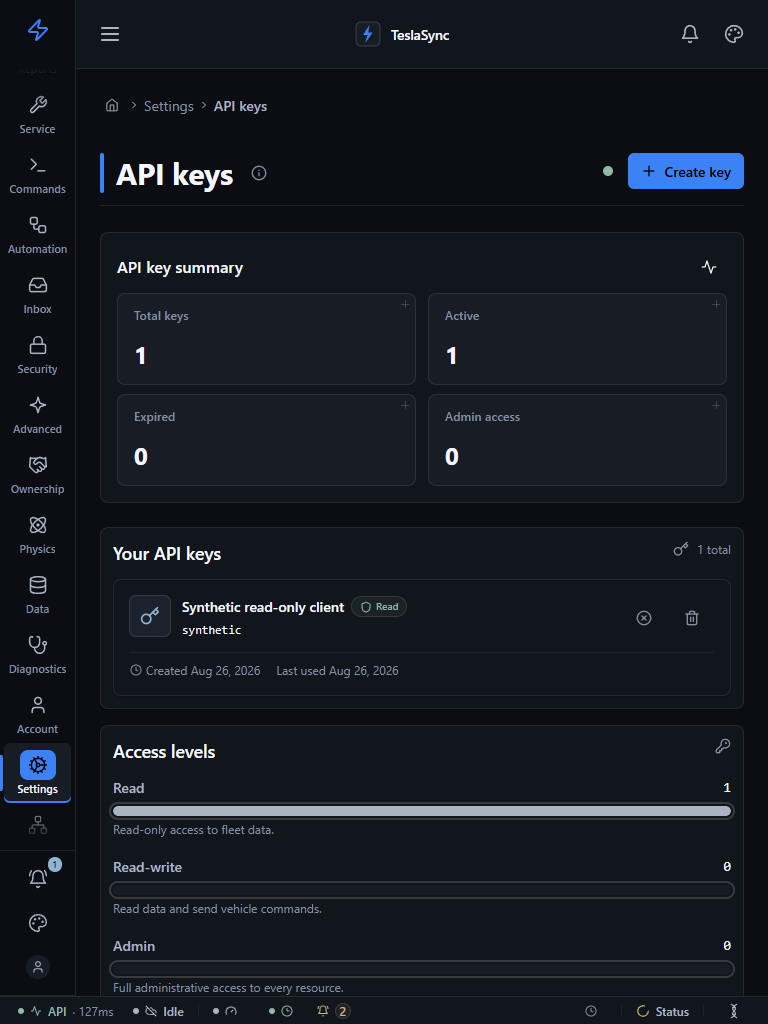 TeslaSync
Reports
Service
Commands
Automation
Inbox
Security
Advanced
Ownership
Physics
Data
Diagnostics
Account
Settings
1
Settings > API keys
API keys
+ Create key
API key summary
Total keys
1
Active
1
Expired
0
Admin access
0
Your API keys
1 total
Synthetic read-only client
Read
synthetic
Created Aug 26, 2026
Last used Aug 26, 2026
Access levels
Read
1
Read-only access to fleet data.
Read-write
0
Read data and send vehicle commands.
Admin
0
Full administrative access to every resource.
API · 127ms
Idle
2
Status